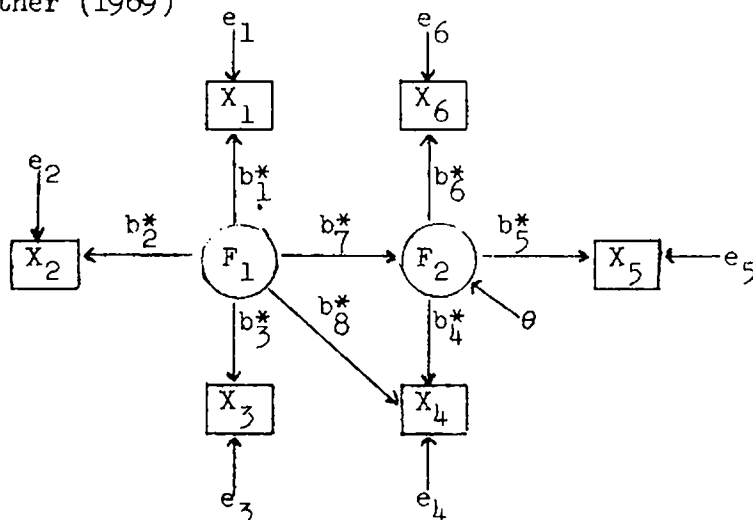 ther (1969)
e1 e6
X1 X6
e2
b*1 b*6
b*2 b*7 b*5
X2 F1 F2 X5 e5
b*3 b*8 b*4 θ
X3 X4
e3 e4